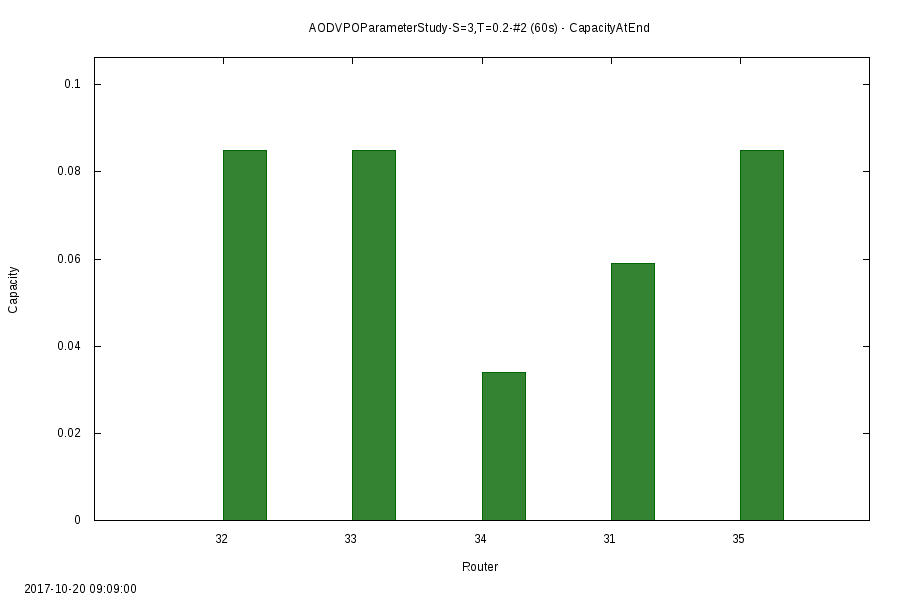 AODVPOParameterStudy-S=3,T=0.2-#2 (60s) - CapacityAtEnd
0.1
0.08
0.06
0.04
0.02
0
Capacity
32 33 34 31 35
Router
2017-10-20 09:09:00